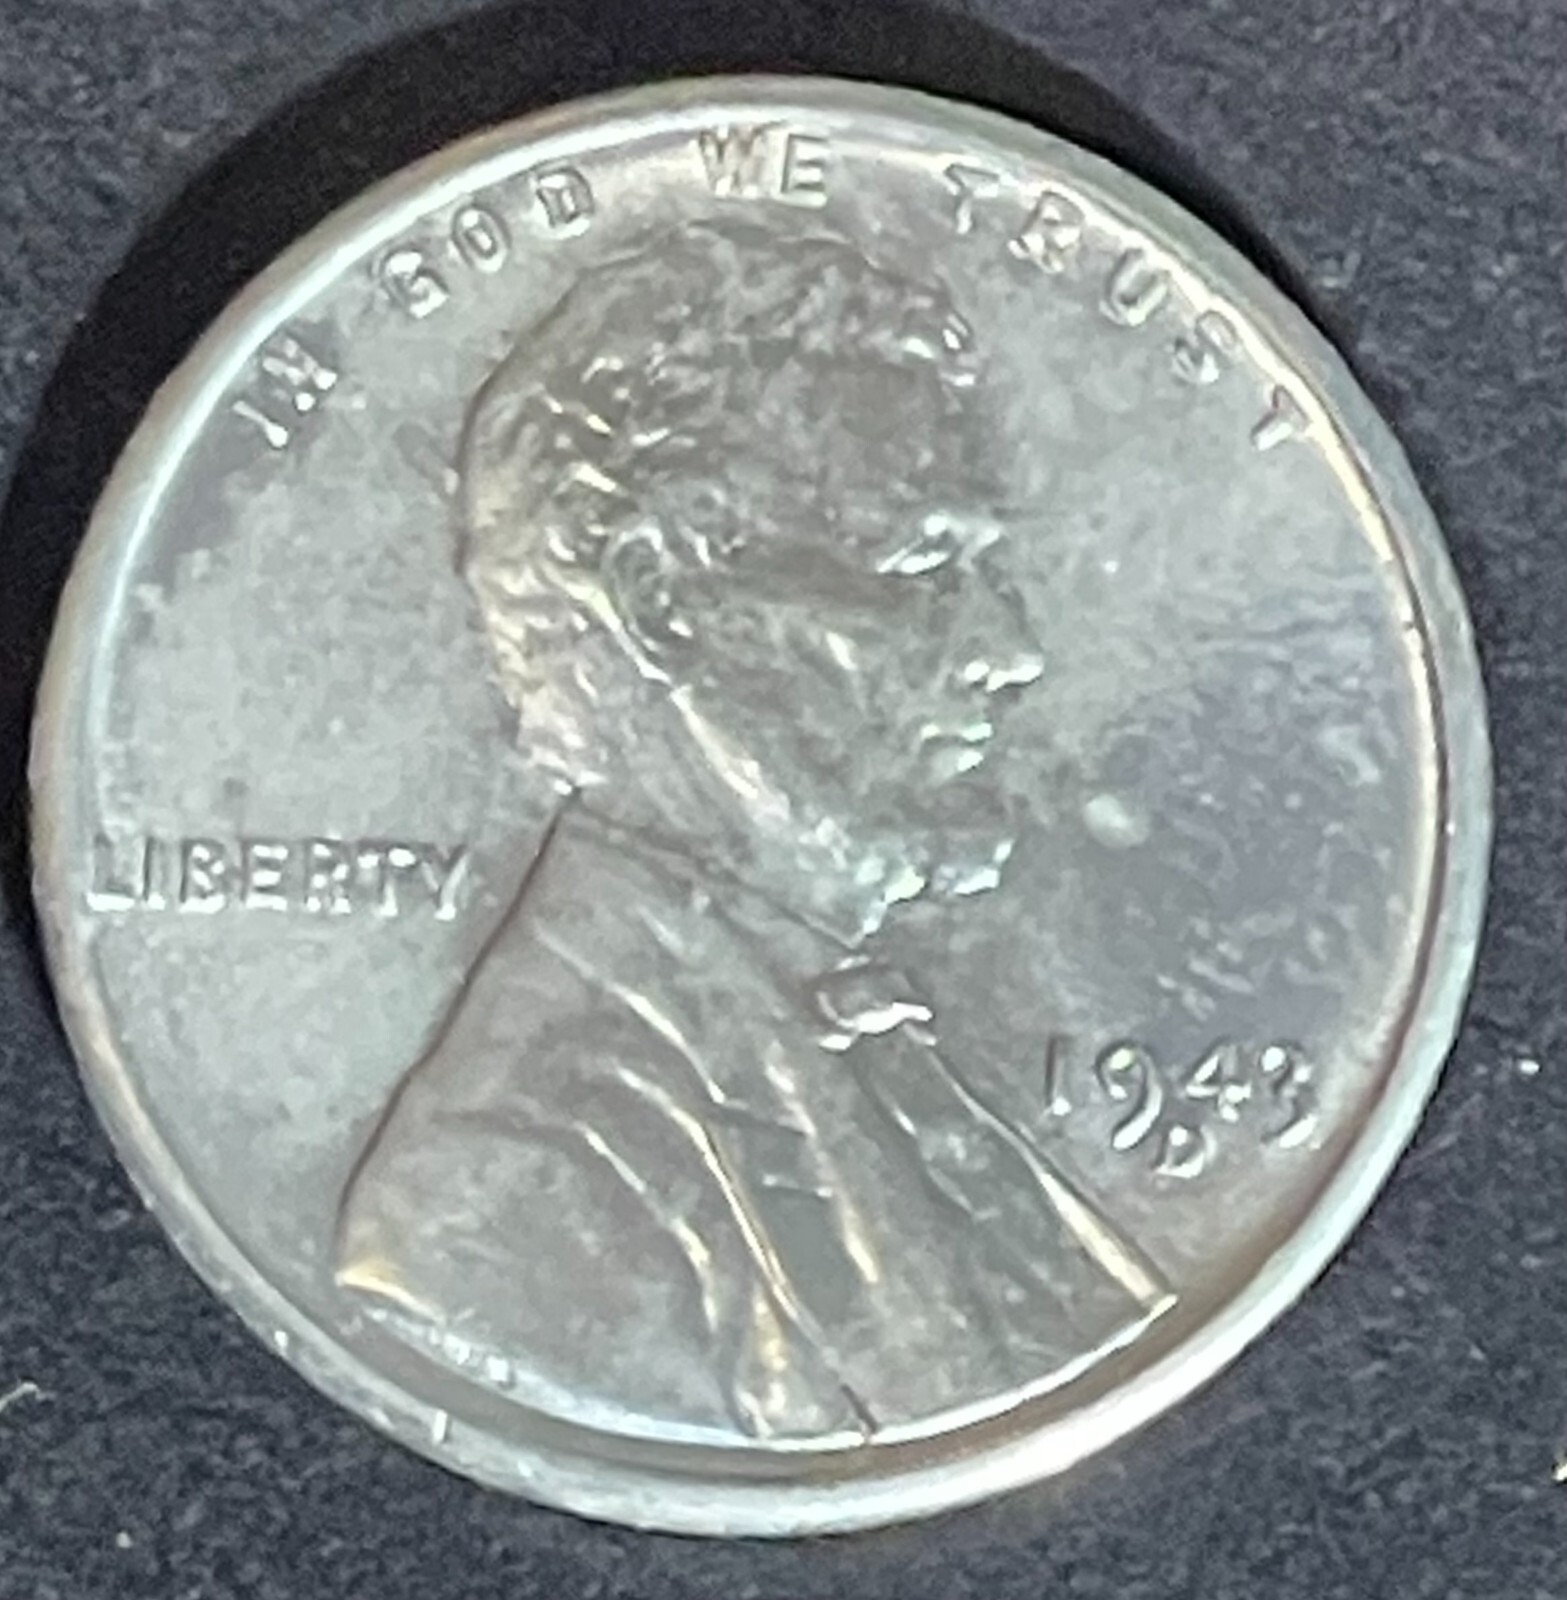 IN GOD WE TRUST
LIBERTY
1943
D